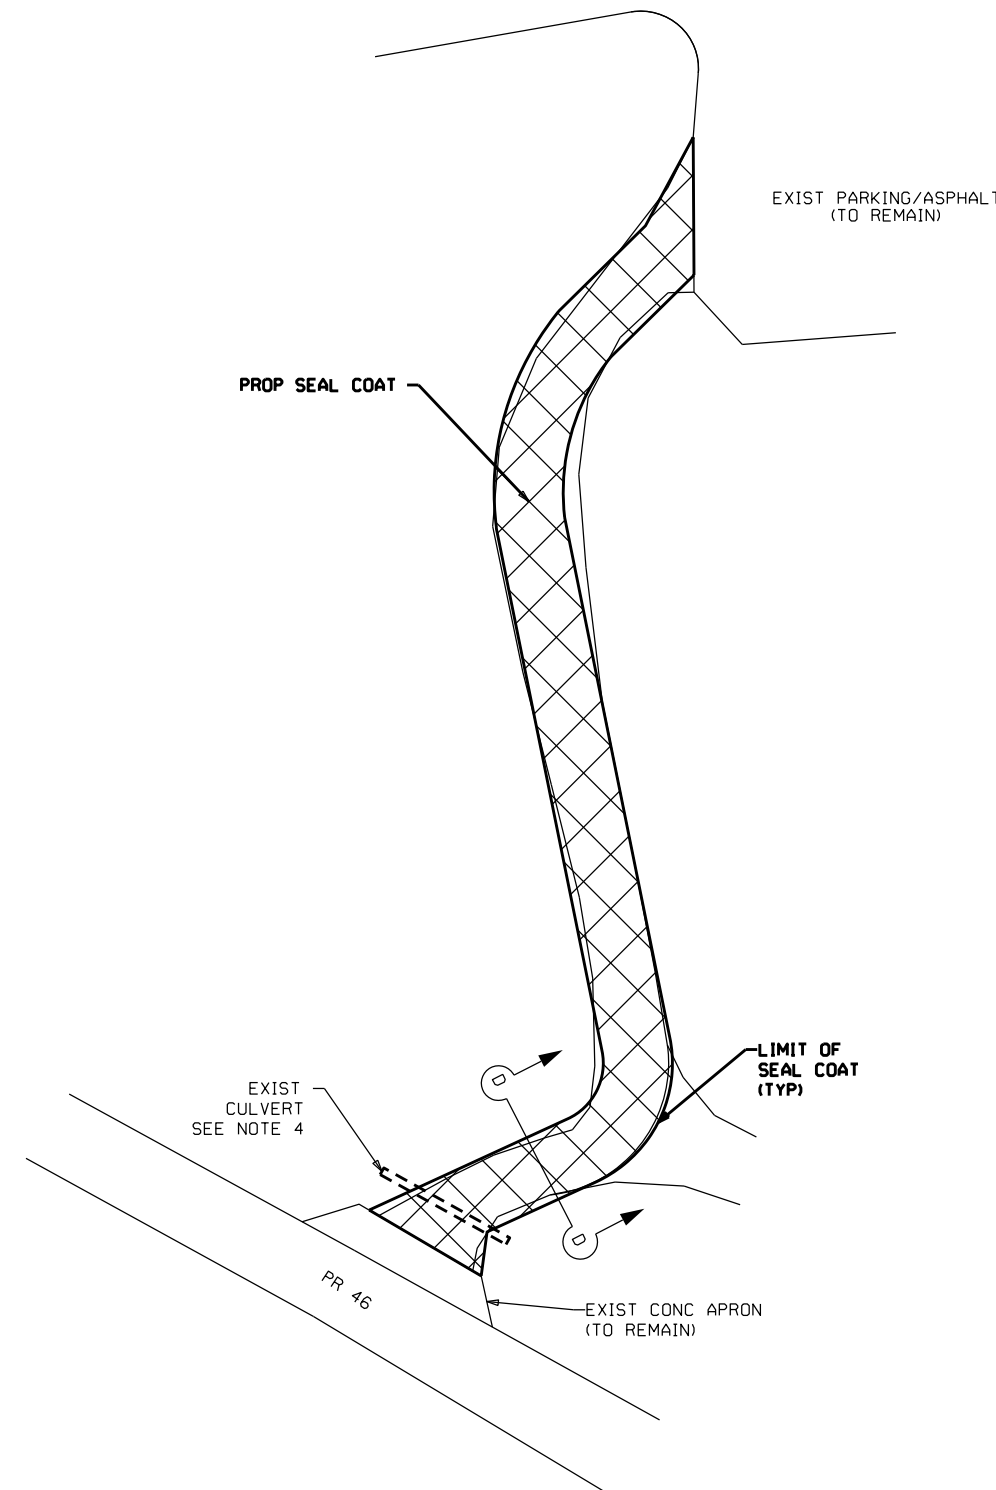 EXIST PARKING/ASPHALT
(TO REMAIN)
PROP SEAL COAT
LIMIT OF
SEAL COAT
(TYP)
D
EXIST
CULVERT
SEE NOTE 4
D
PR 46
EXIST CONC APRON
(TO REMAIN)